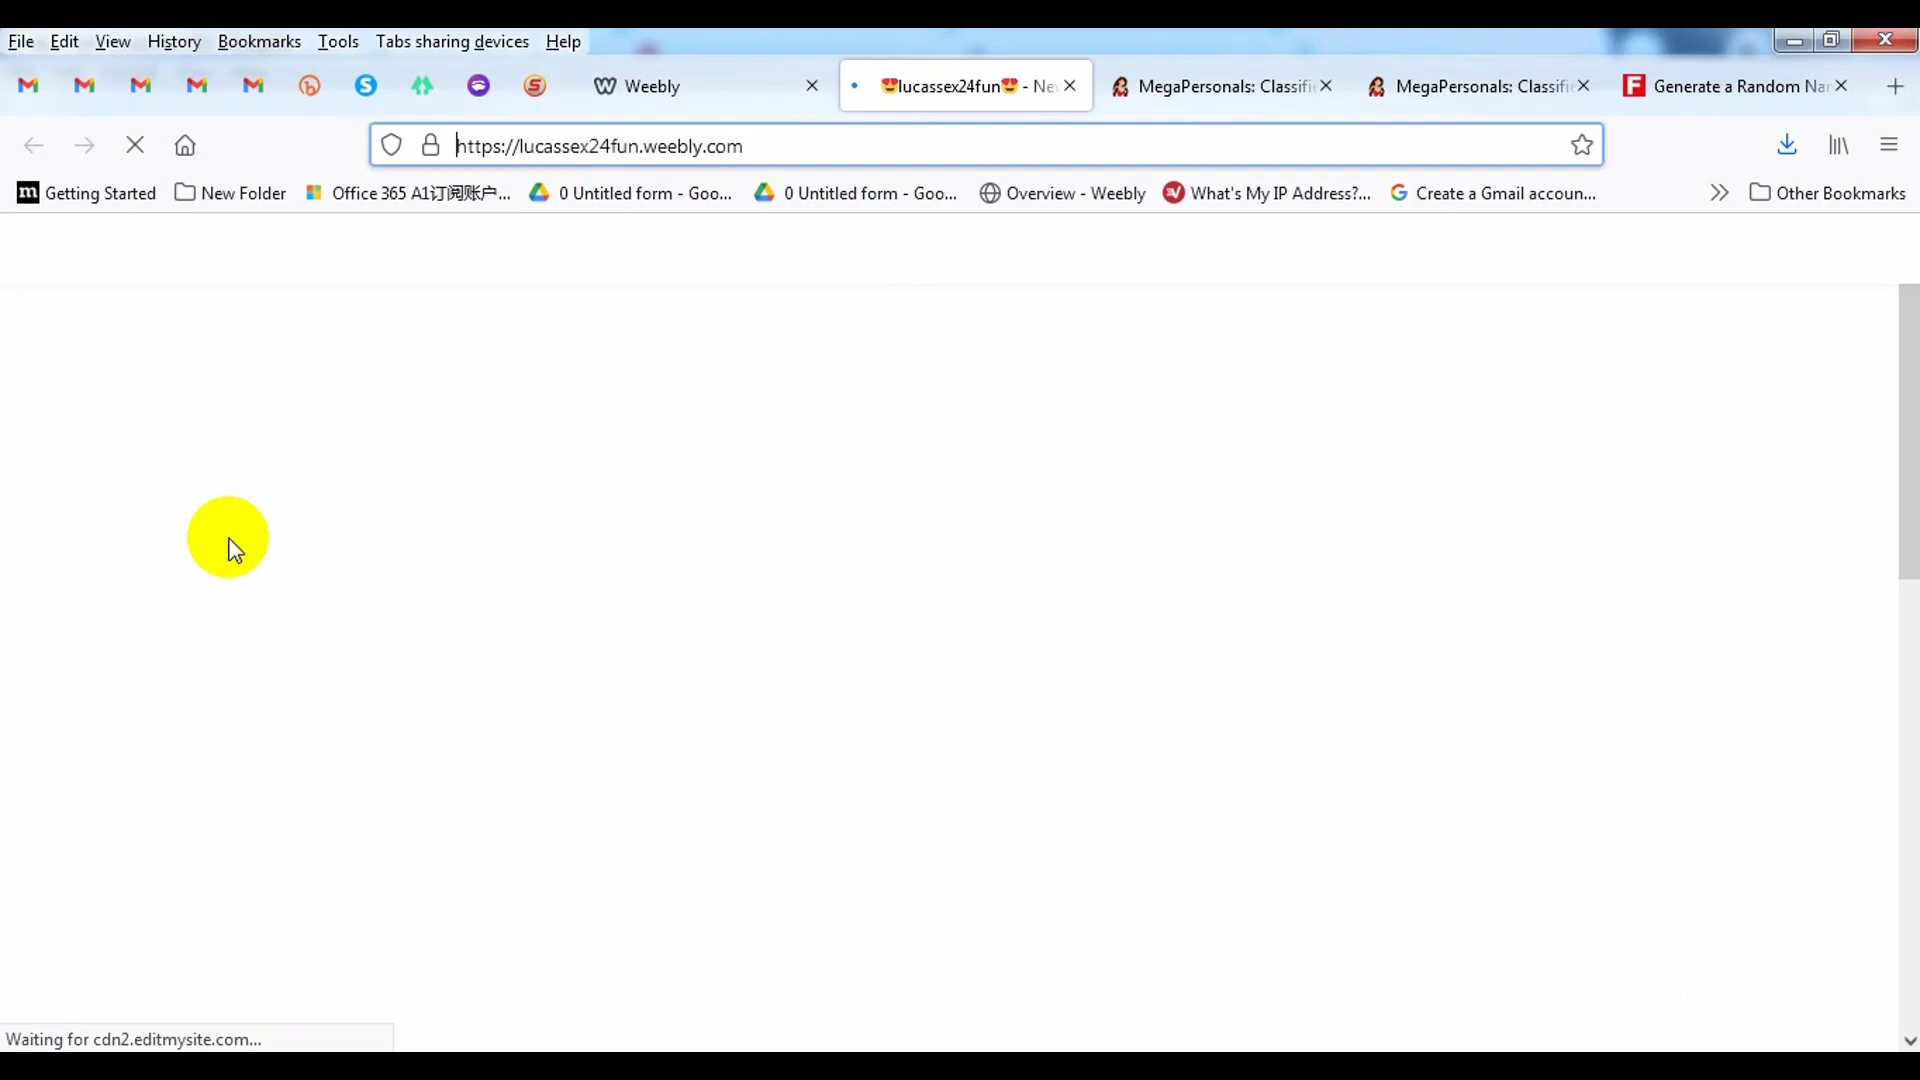 File Edit View History Bookmarks Tools Tabs sharing devices Help
Weebly 😍lucassex24fun😍 - Nev MegaPersonals: Classifi MegaPersonals: Classifi Generate a Random Nar
https://lucassex24fun.weebly.com
Getting Started New Folder Office 365 A1订阅账户... 0 Untitled form - Goo... 0 Untitled form - Goo... Overview - Weebly What's My IP Address?... Create a Gmail accoun... Other Bookmarks
Waiting for cdn2.editmysite.com...